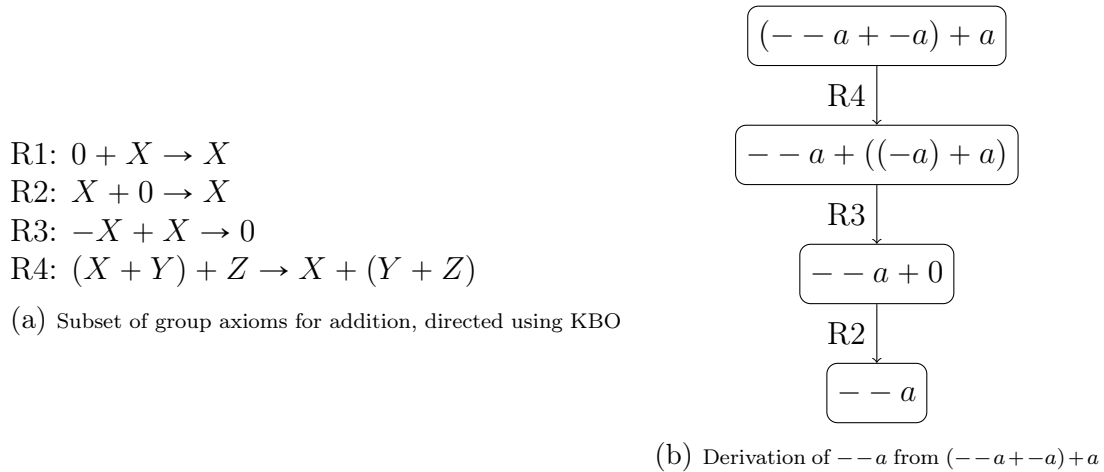 R1: 0 + X → X
R2: X + 0 → X
R3: −X + X → 0
R4: (X + Y) + Z → X + (Y + Z)
(a) Subset of group axioms for addition, directed using KBO
(− − a + −a) + a
R4
− − a + ((−a) + a)
R3
− − a + 0
R2
− − a
(b) Derivation of − − a from (− − a + −a) + a